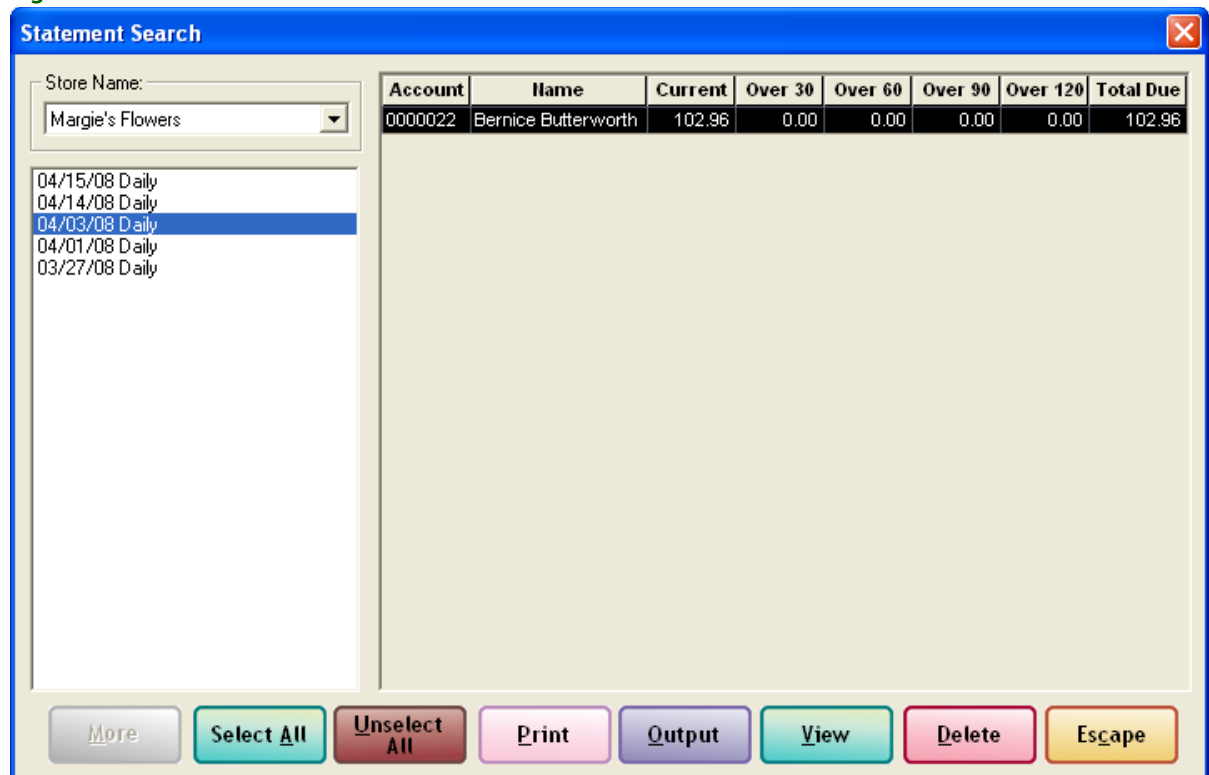 Statement Search
Store Name:
Margie's Flowers
04/15/08 Daily
04/14/08 Daily
04/03/08 Daily
04/01/08 Daily
03/27/08 Daily
Account Name Current Over 30 Over 60 Over 90 Over 120 Total Due
0000022 Bernice Butterworth 102.96 0.00 0.00 0.00 0.00 102.96
More
Select All
Unselect
All
Print
Output
View
Delete
Escape